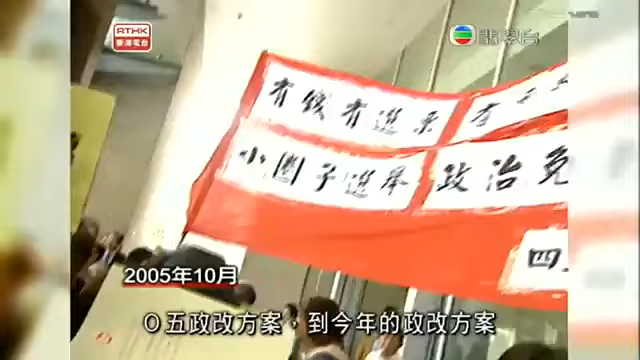 RTHK
香港電台
翡翠台
有錢有選票
小圈子選舉
政治免
四
2005年10月
O五政改方案,到今年的政改方案